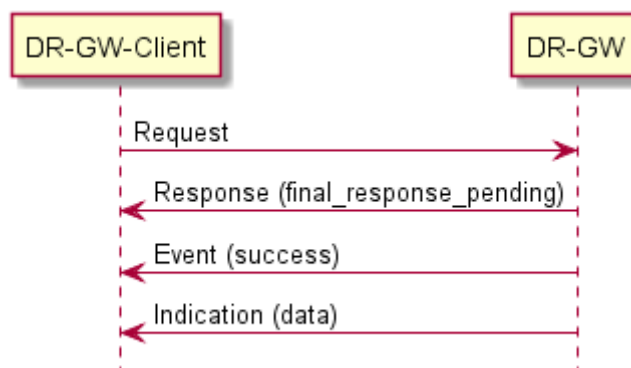 DR-GW-Client
DR-GW
Request
Response (final_response_pending)
Event (success)
Indication (data)